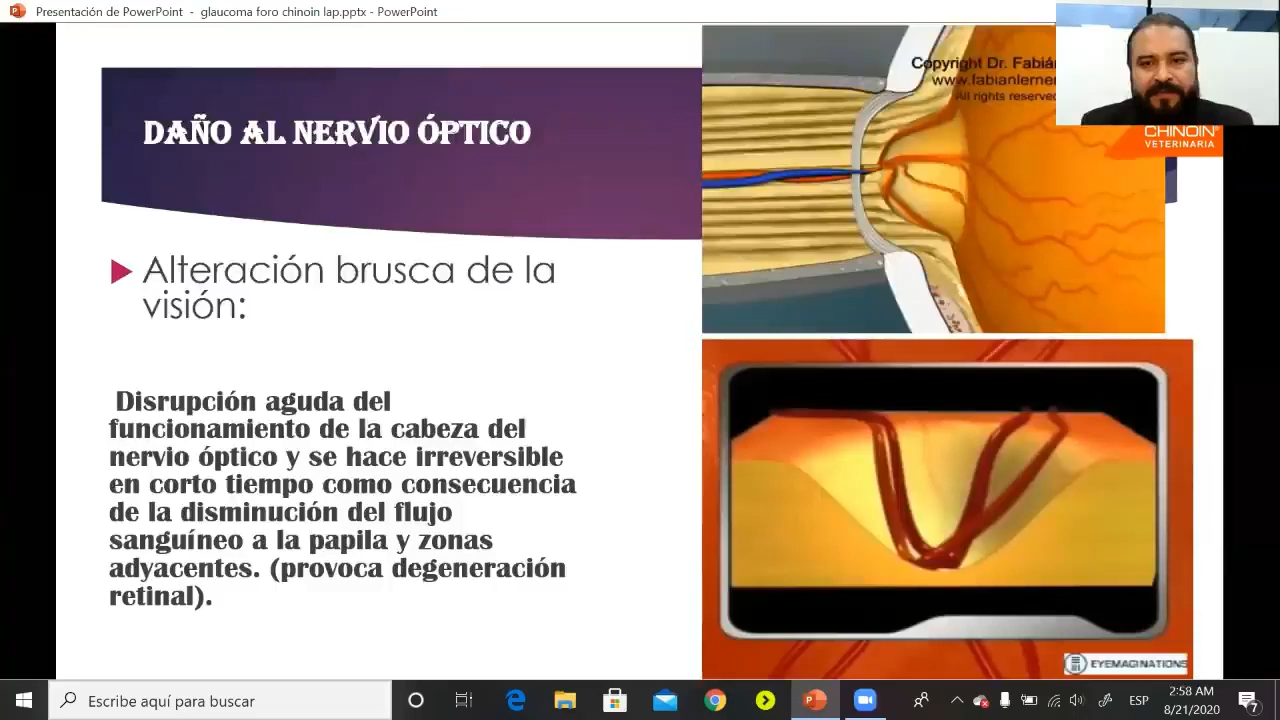 Presentación de PowerPoint - glaucoma foro chinoin lap.pptx - PowerPoint
DAÑO AL NERVIO ÓPTICO
Copyright Dr. Fabián
www.fabianlerner
All rights reserved
CHINOIN®
VETERINARIA
Alteración brusca de la
visión:
Disrupción aguda del
funcionamiento de la cabeza del
nervio óptico y se hace irreversible
en corto tiempo como consecuencia
de la disminución del flujo
sanguíneo a la papila y zonas
adyacentes. (provoca degeneración
retinal).
EYEMAGINATIONS
Escribe aquí para buscar
ESP
2:58 AM
8/21/2020
7